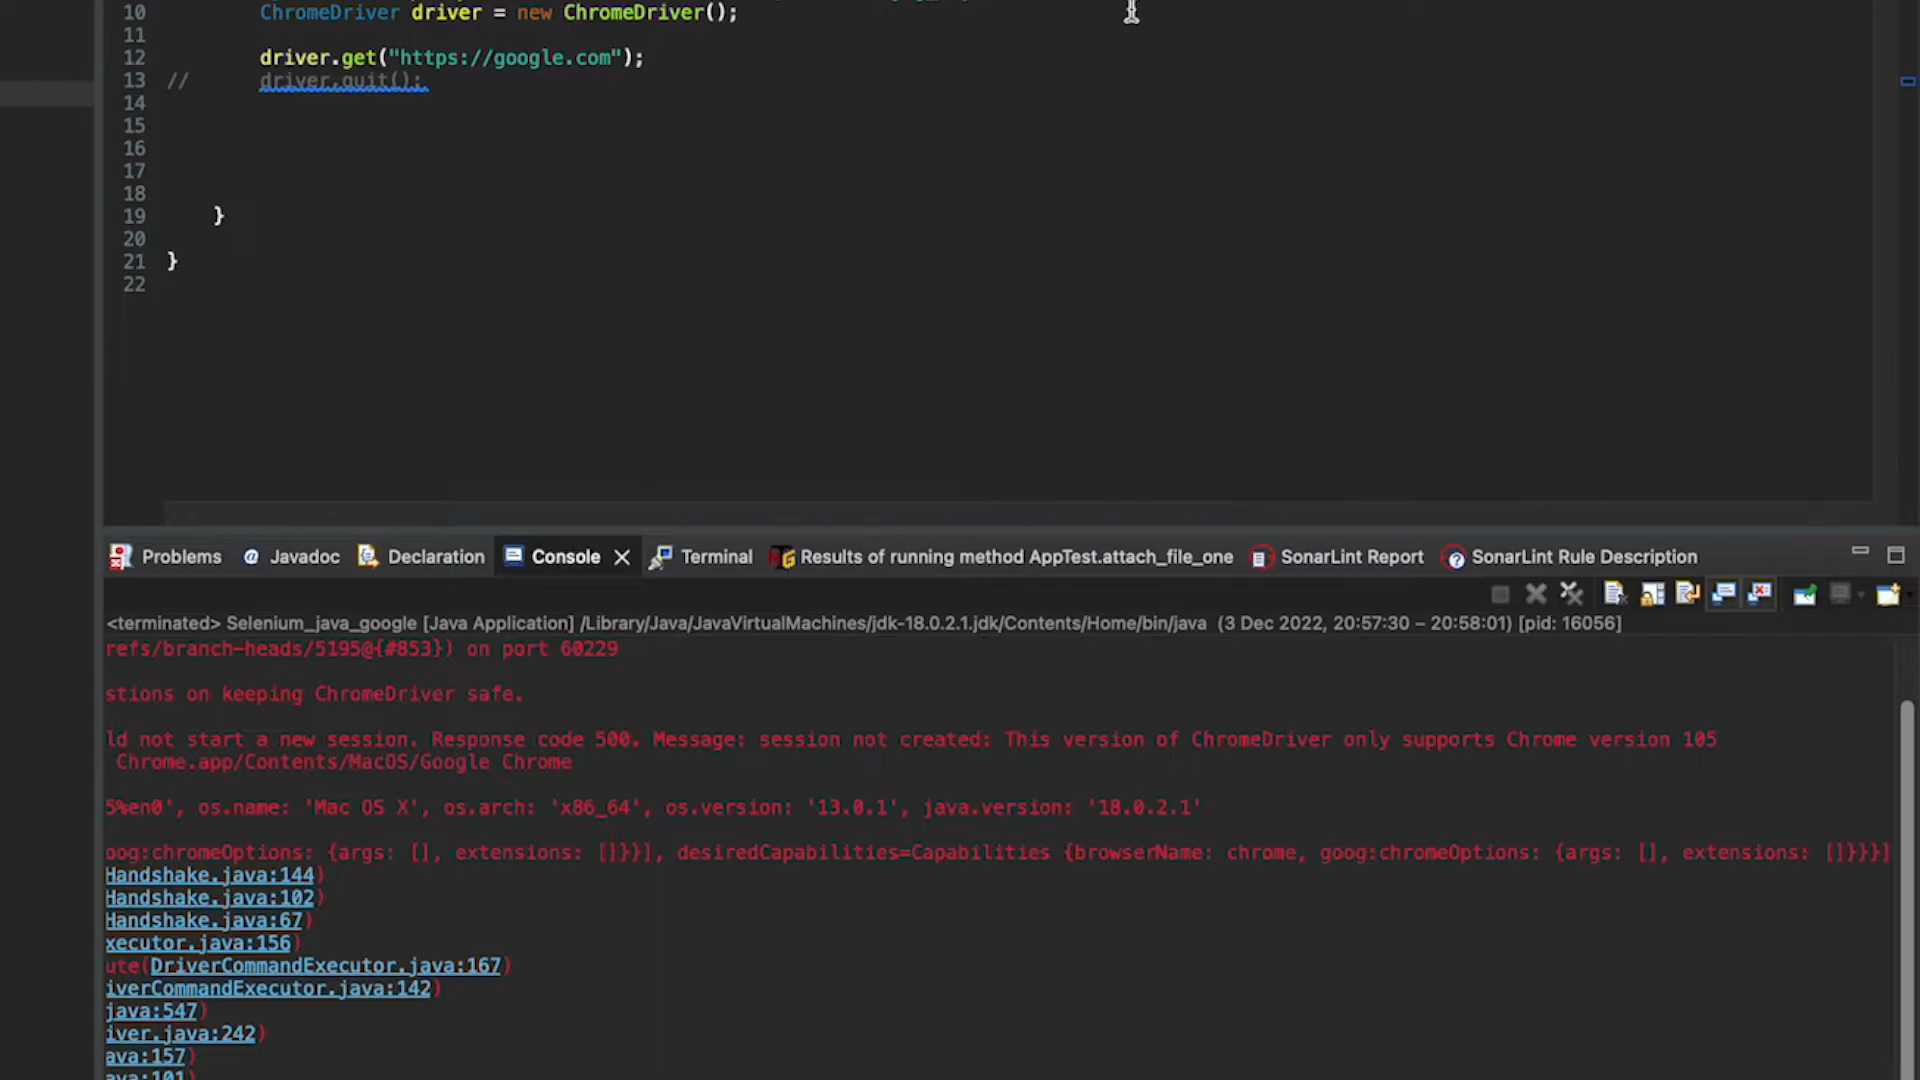 10 ChromeDriver driver = new ChromeDriver();
11
12 driver.get("https://google.com");
13 // driver.quit();
14
15
16
17
18
19 }
20
21 }
22
Problems @ Javadoc Declaration Console Terminal Results of running method AppTest.attach_file_one SonarLint Report SonarLint Rule Description
<terminated> Selenium_java_google [Java Application] /Library/Java/JavaVirtualMachines/jdk-18.0.2.1.jdk/Contents/Home/bin/java (3 Dec 2022, 20:57:30 – 20:58:01) [pid: 16056]
refs/branch-heads/5195@{#853}) on port 60229
stions on keeping ChromeDriver safe.
ld not start a new session. Response code 500. Message: session not created: This version of ChromeDriver only supports Chrome version 105
Chrome.app/Contents/MacOS/Google Chrome
5%en0', os.name: 'Mac OS X', os.arch: 'x86_64', os.version: '13.0.1', java.version: '18.0.2.1'
oog:chromeOptions: {args: [], extensions: []}}], desiredCapabilities=Capabilities {browserName: chrome, goog:chromeOptions: {args: [], extensions: []}}}]
Handshake.java:144)
Handshake.java:102)
Handshake.java:67)
xecutor.java:156)
ute(DriverCommandExecutor.java:167)
iverCommandExecutor.java:142)
java:547)
iver.java:242)
ava:157)
ava:101)